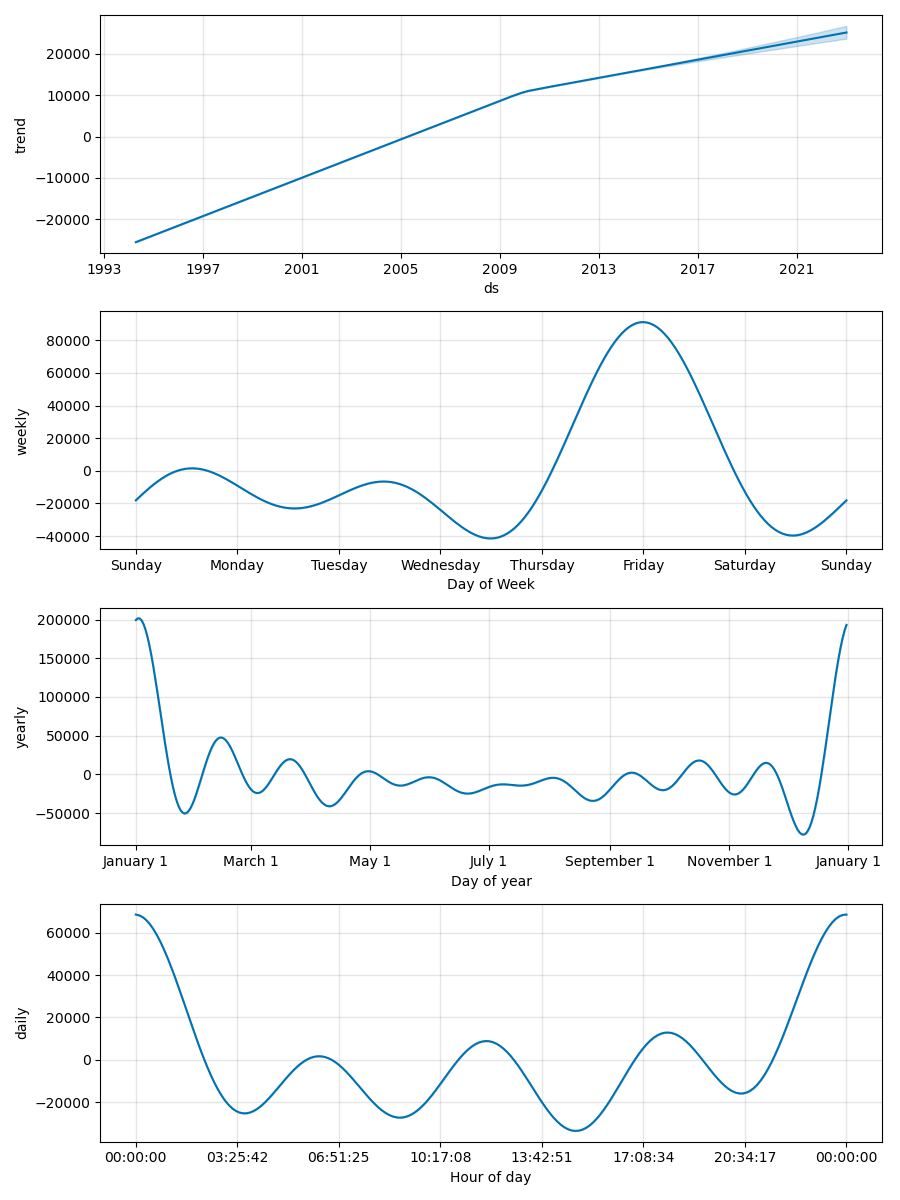 20000
10000
0
−10000
−20000
trend
1993 1997 2001 2005 2009 2013 2017 2021
ds
80000
60000
40000
20000
0
−20000
−40000
weekly
Sunday Monday Tuesday Wednesday Thursday Friday Saturday Sunday
Day of Week
200000
150000
100000
50000
0
−50000
yearly
January 1 March 1 May 1 July 1 September 1 November 1 January 1
Day of year
60000
40000
20000
0
−20000
daily
00:00:00 03:25:42 06:51:25 10:17:08 13:42:51 17:08:34 20:34:17 00:00:00
Hour of day